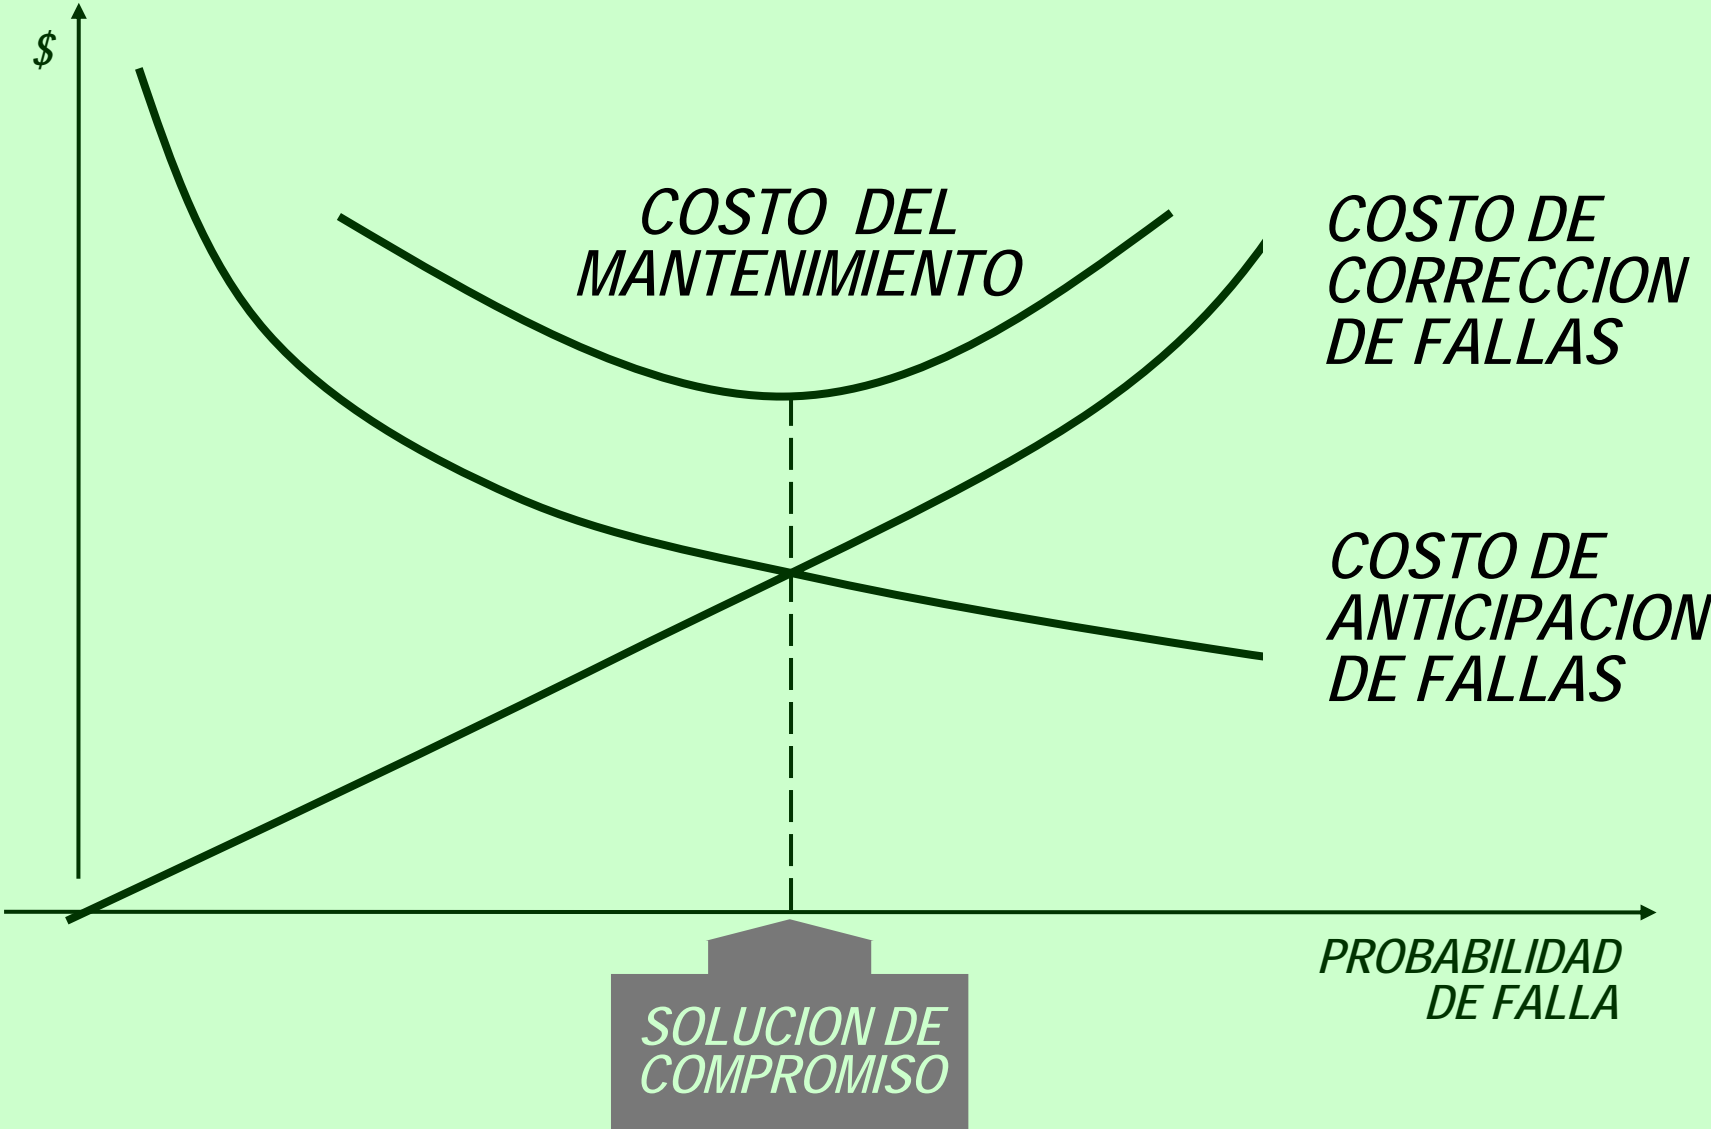 $
COSTO DEL
MANTENIMIENTO
COSTO DE
CORRECCION
DE FALLAS
COSTO DE
ANTICIPACION
DE FALLAS
PROBABILIDAD
DE FALLA
SOLUCION DE
COMPROMISO